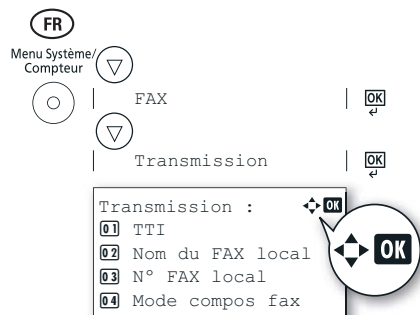 FR
Menu Système/
Compteur
FAX OK
Transmission OK
Transmission : OK
01 TTI
02 Nom du FAX local
03 N° FAX local
04 Mode compos fax
OK